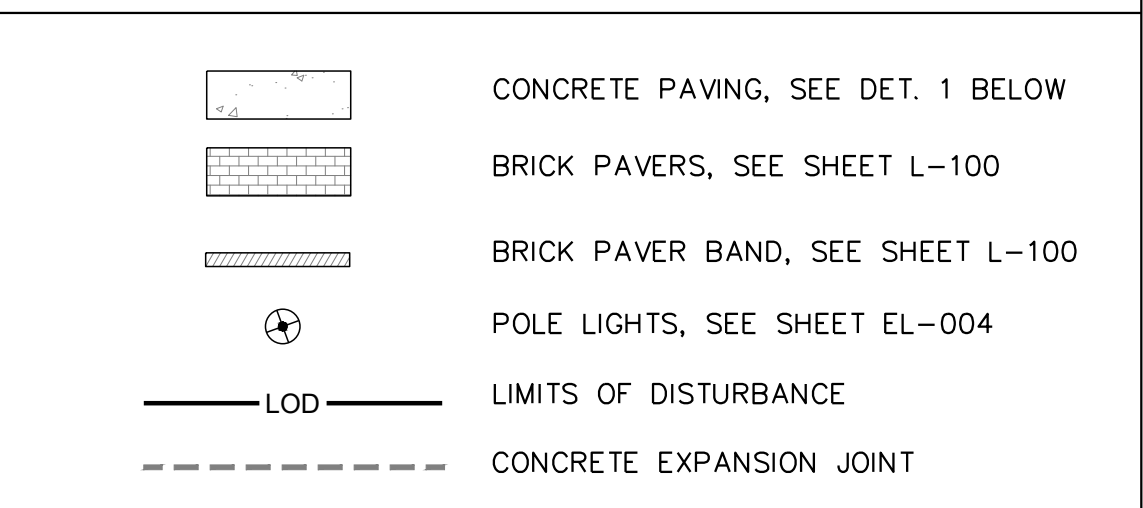 CONCRETE PAVING, SEE DET. 1 BELOW
BRICK PAVERS, SEE SHEET L-100
BRICK PAVER BAND, SEE SHEET L-100
POLE LIGHTS, SEE SHEET EL-004
LOD LIMITS OF DISTURBANCE
CONCRETE EXPANSION JOINT